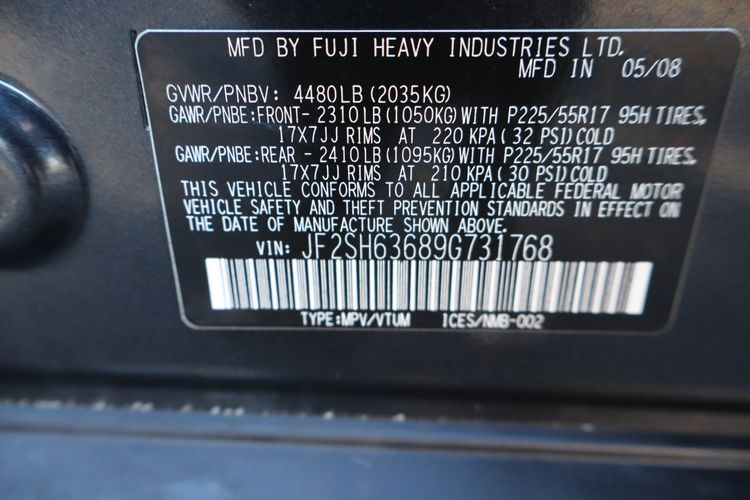 MFD BY FUJI HEAVY INDUSTRIES LTD.
MFD IN 05/08
GVWR/PNBV: 4480LB (2035KG)
GAWR/PNBE:FRONT- 2310 LB (1050KG) WITH P225/55R17 95H TIRES,
17X7JJ RIMS AT 220 KPA ( 32 PSI) COLD
GAWR/PNBE:REAR - 2410 LB (1095KG) WITH P225/55R17 95H TIRES,
17X7JJ RIMS AT 210 KPA ( 30 PSI) COLD
THIS VEHICLE CONFORMS TO ALL APPLICABLE FEDERAL MOTOR
VEHICLE SAFETY AND THEFT PREVENTION STANDARDS IN EFFECT ON
THE DATE OF MANUFACTURE SHOWN ABOVE.
VIN: JF2SH63689G731768
TYPE:MPV/VTUM ICES/NMB-002